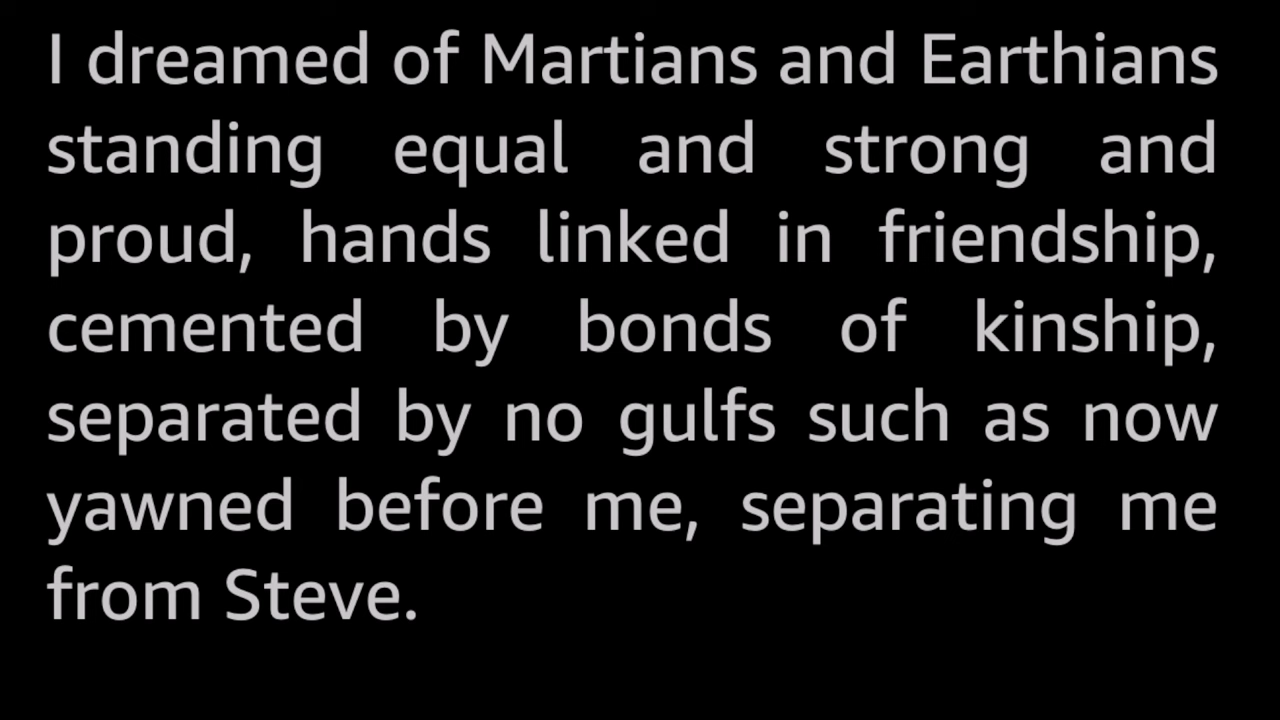 I dreamed of Martians and Earthians
standing equal and strong and
proud, hands linked in friendship,
cemented by bonds of kinship,
separated by no gulfs such as now
yawned before me, separating me
from Steve.